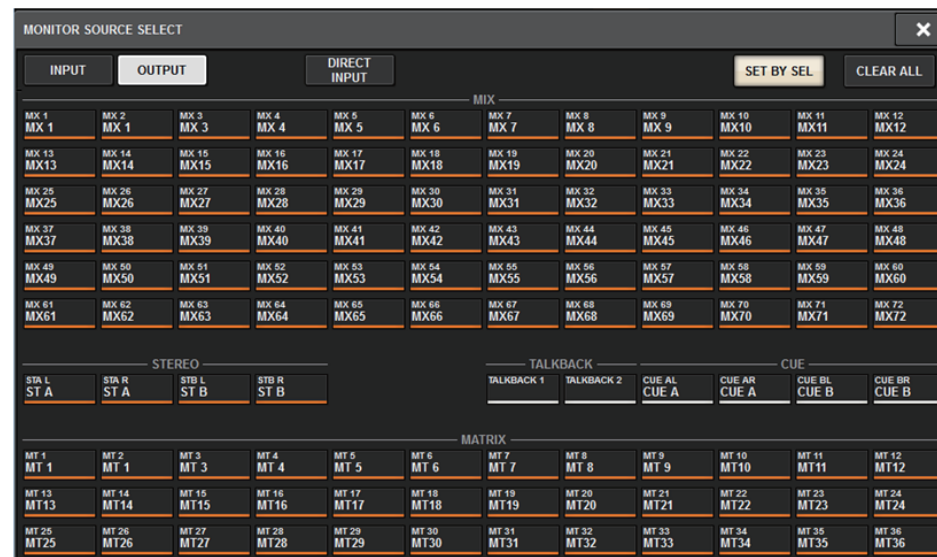 MONITOR SOURCE SELECT ×
INPUT OUTPUT DIRECT INPUT SET BY SEL CLEAR ALL
MIX
MX 1 MX 2 MX 3 MX 4 MX 5 MX 6 MX 7 MX 8 MX 9 MX 10 MX 11 MX 12
MX 1 MX 1 MX 3 MX 4 MX 5 MX 6 MX 7 MX 8 MX 9 MX10 MX11 MX12
MX 13 MX 14 MX 15 MX 16 MX 17 MX 18 MX 19 MX 20 MX 21 MX 22 MX 23 MX 24
MX13 MX14 MX15 MX16 MX17 MX18 MX19 MX20 MX21 MX22 MX23 MX24
MX 25 MX 26 MX 27 MX 28 MX 29 MX 30 MX 31 MX 32 MX 33 MX 34 MX 35 MX 36
MX25 MX26 MX27 MX28 MX29 MX30 MX31 MX32 MX33 MX34 MX35 MX36
MX 37 MX 38 MX 39 MX 40 MX 41 MX 42 MX 43 MX 44 MX 45 MX 46 MX 47 MX 48
MX37 MX38 MX39 MX40 MX41 MX42 MX43 MX44 MX45 MX46 MX47 MX48
MX 49 MX 50 MX 51 MX 52 MX 53 MX 54 MX 55 MX 56 MX 57 MX 58 MX 59 MX 60
MX49 MX50 MX51 MX52 MX53 MX54 MX55 MX56 MX57 MX58 MX59 MX60
MX 61 MX 62 MX 63 MX 64 MX 65 MX 66 MX 67 MX 68 MX 69 MX 70 MX 71 MX 72
MX61 MX62 MX63 MX64 MX65 MX66 MX67 MX68 MX69 MX70 MX71 MX72
STEREO TALKBACK CUE
STA L STA R STB L STB R TALKBACK 1 TALKBACK 2 CUE AL CUE AR CUE BL CUE BR
ST A ST A ST B ST B CUE A CUE A CUE B CUE B
MATRIX
MT 1 MT 2 MT 3 MT 4 MT 5 MT 6 MT 7 MT 8 MT 9 MT 10 MT 11 MT 12
MT 1 MT 1 MT 3 MT 4 MT 5 MT 6 MT 7 MT 8 MT 9 MT10 MT11 MT12
MT 13 MT 14 MT 15 MT 16 MT 17 MT 18 MT 19 MT 20 MT 21 MT 22 MT 23 MT 24
MT13 MT14 MT15 MT16 MT17 MT18 MT19 MT20 MT21 MT22 MT23 MT24
MT 25 MT 26 MT 27 MT 28 MT 29 MT 30 MT 31 MT 32 MT 33 MT 34 MT 35 MT 36
MT25 MT26 MT27 MT28 MT29 MT30 MT31 MT32 MT33 MT34 MT35 MT36